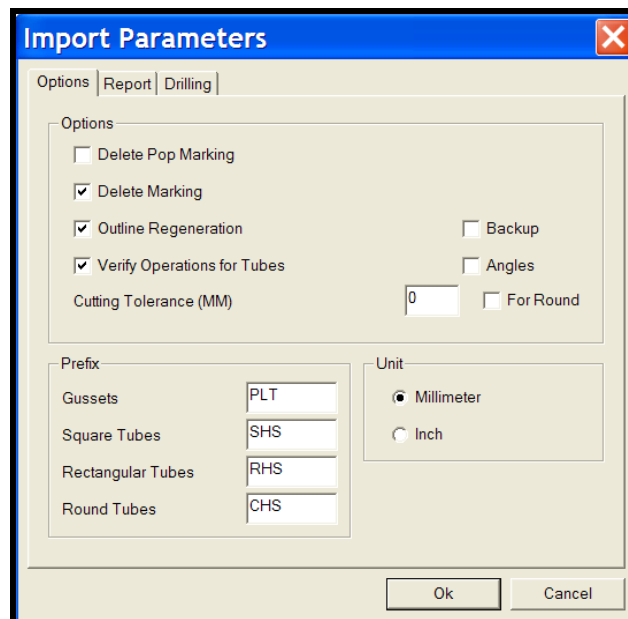 Import Parameters
Options Report Drilling
Options
Delete Pop Marking
Delete Marking
Outline Regeneration Backup
Verify Operations for Tubes Angles
Cutting Tolerance (MM) 0 For Round
Prefix Unit
Gussets PLT Millimeter
Square Tubes SHS Inch
Rectangular Tubes RHS
Round Tubes CHS
Ok Cancel